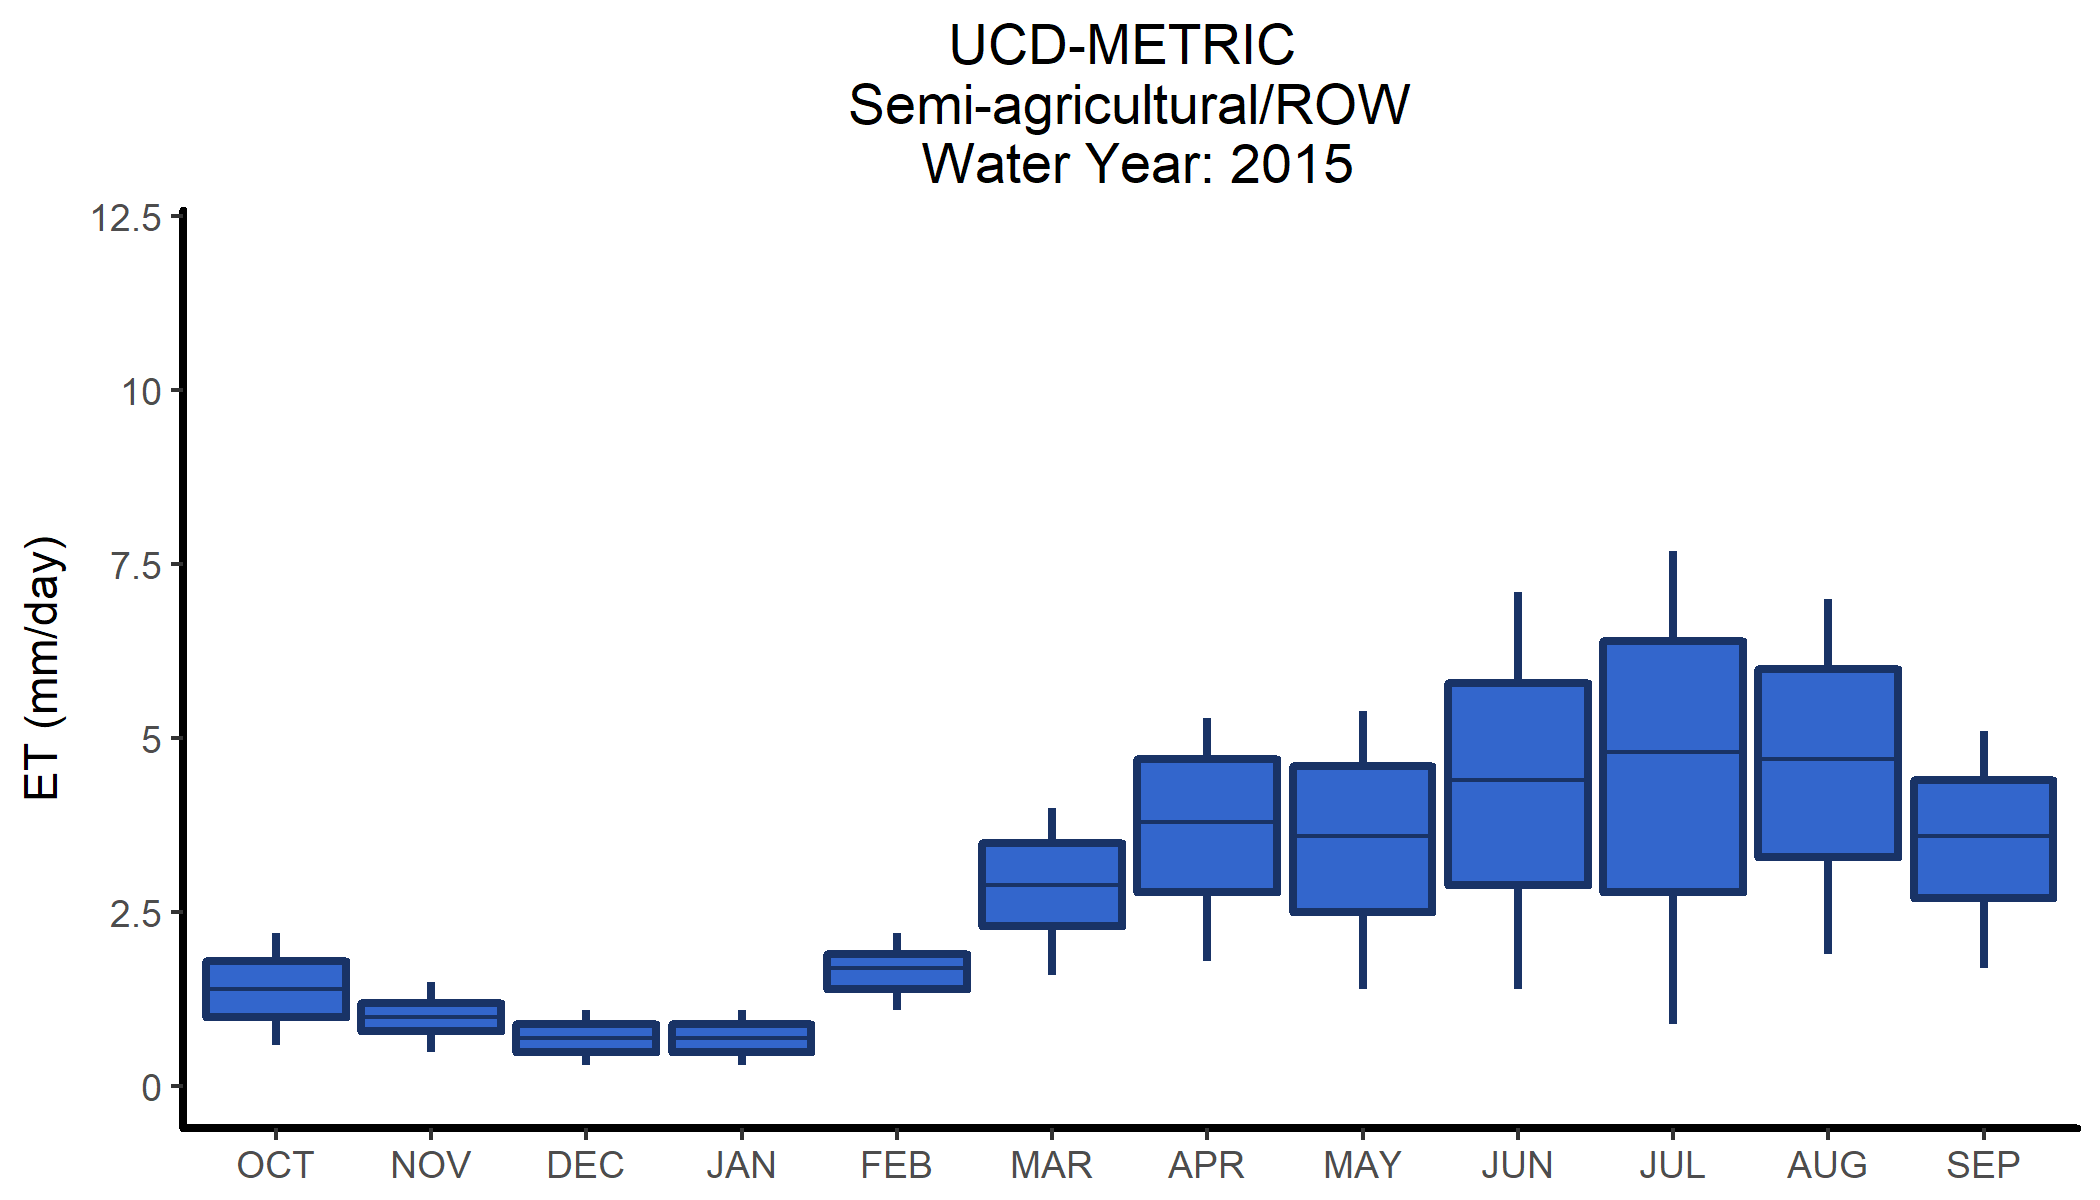 UCD-METRIC
Semi-agricultural/ROW
Water Year: 2015
12.5
10
7.5
5
2.5
0
ET (mm/day)
OCT NOV DEC JAN FEB MAR APR MAY JUN JUL AUG SEP